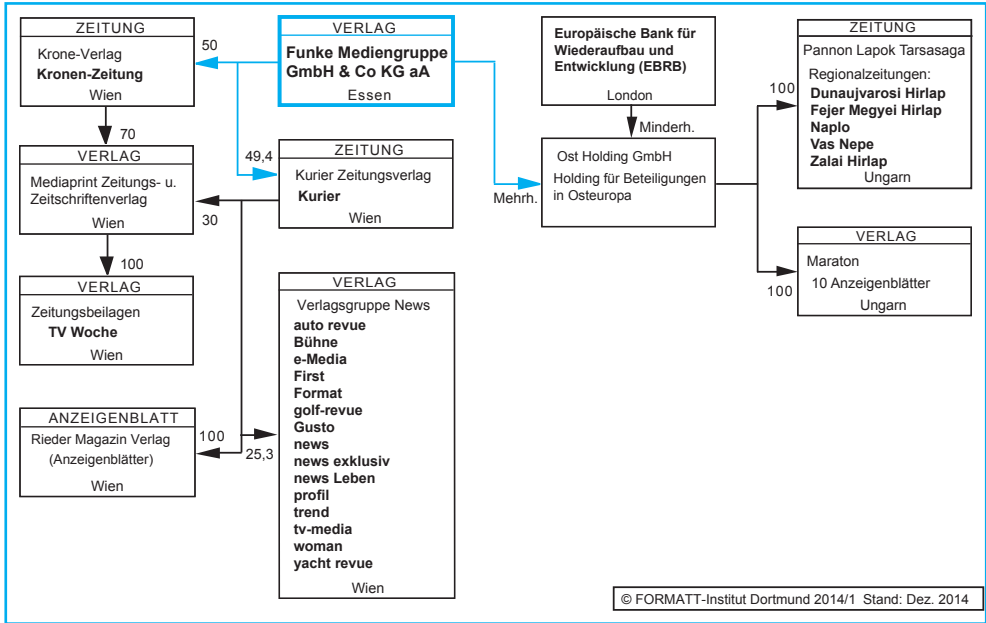 ZEITUNG
Krone-Verlag
Kronen-Zeitung
Wien
50
VERLAG
Funke Mediengruppe
GmbH & Co KG aA
Essen
Europäische Bank für
Wiederaufbau und
Entwicklung (EBRB)
London
ZEITUNG
Pannon Lapok Tarsasaga
Regionalzeitungen:
Dunaujvarosi Hirlap
Fejer Megyei Hirlap
Naplo
Vas Nepe
Zalai Hirlap
Ungarn
100
70
Minderh.
VERLAG
Mediaprint Zeitungs- u.
Zeitschriftenverlag
Wien
49,4
30
ZEITUNG
Kurier Zeitungsverlag
Kurier
Wien
Mehrh.
Ost Holding GmbH
Holding für Beteiligungen
in Osteuropa
VERLAG
Maraton
10 Anzeigenblätter
Ungarn
100
100
VERLAG
Zeitungsbeilagen
TV Woche
Wien
VERLAG
Verlagsgruppe News
auto revue
Bühne
e-Media
First
Format
golf-revue
Gusto
news
news exklusiv
news Leben
profil
trend
tv-media
woman
yacht revue
Wien
ANZEIGENBLATT
Rieder Magazin Verlag
(Anzeigenblätter)
Wien
100
25,3
© FORMATT-Institut Dortmund 2014/1 Stand: Dez. 2014